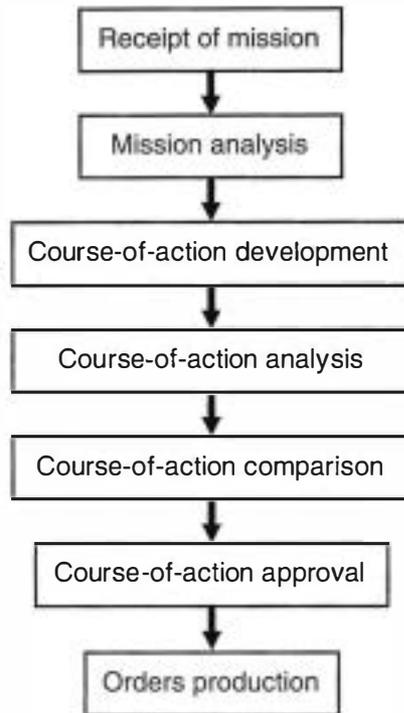 Receipt of mission
Mission analysis
Course-of-action development
Course-of-action analysis
Course-of-action comparison
Course-of-action approval
Orders production